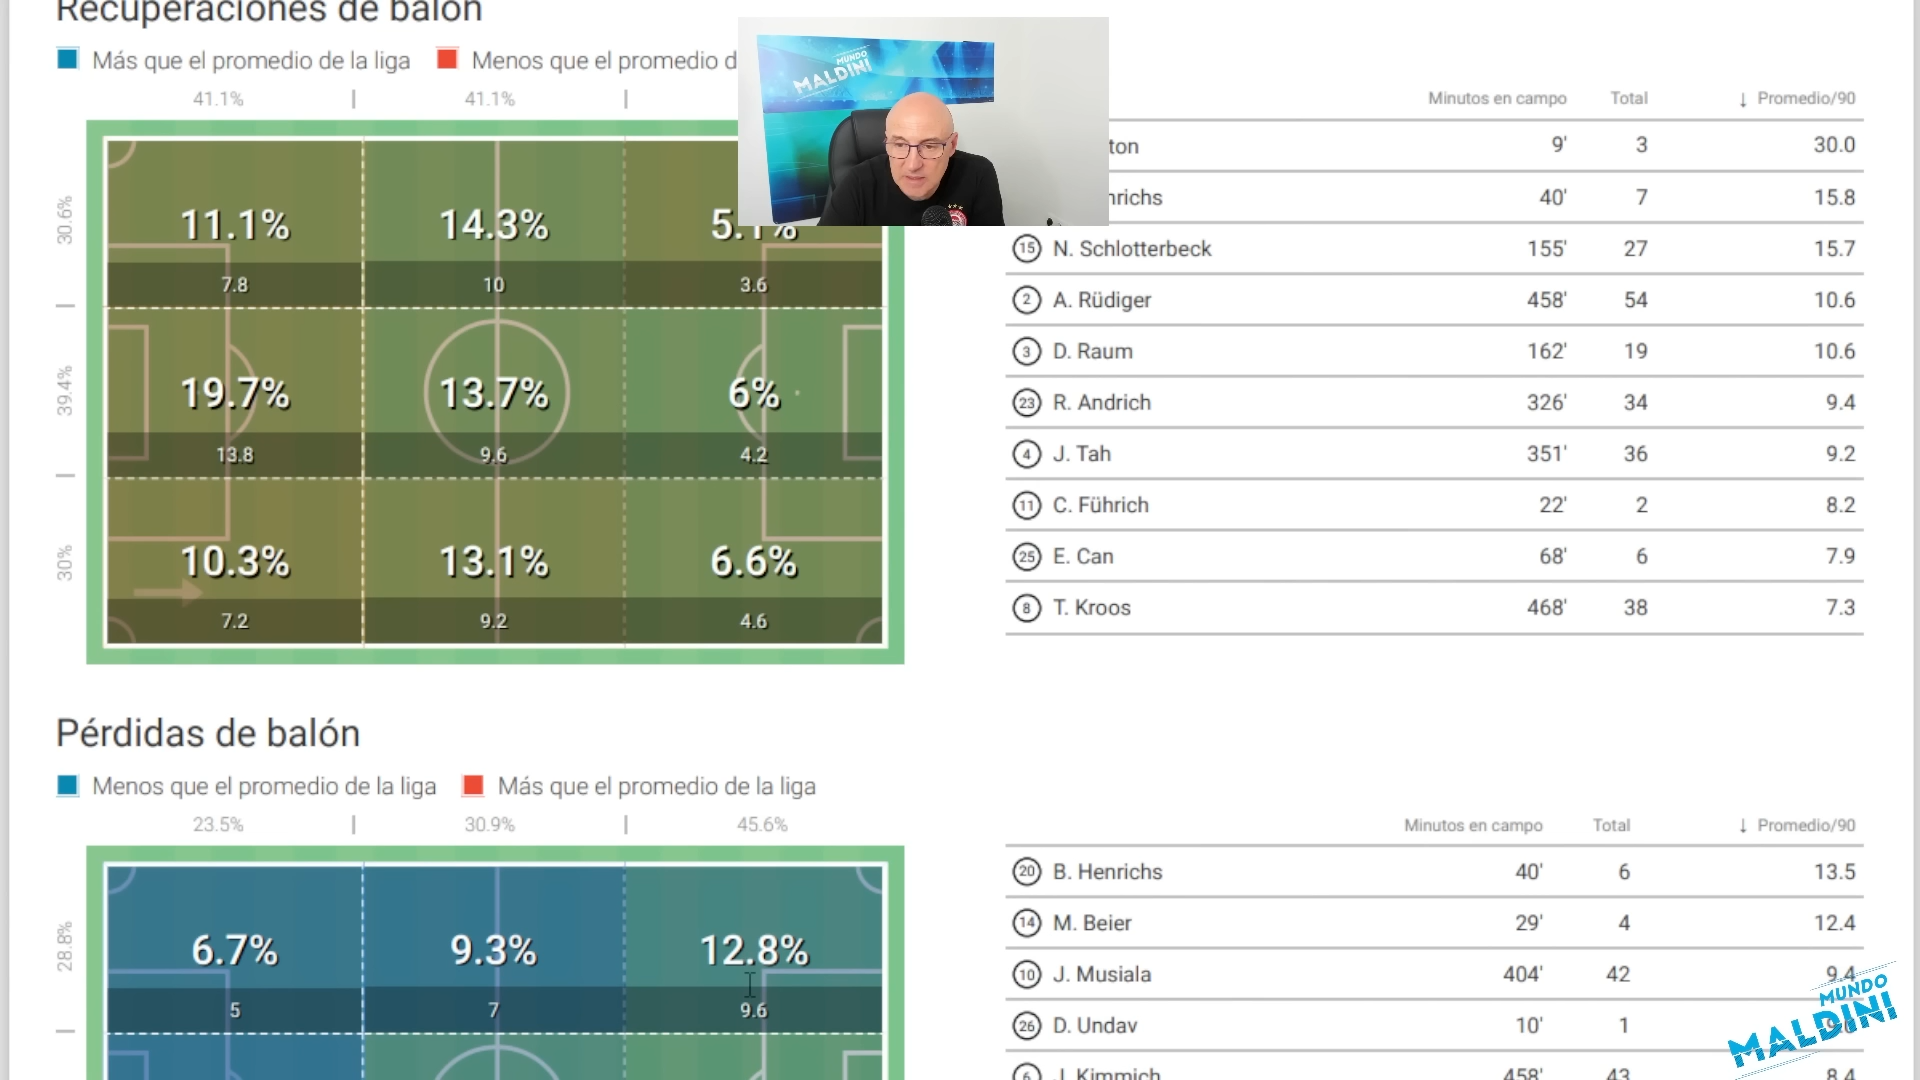 Recuperaciones de balón
Más que el promedio de la liga
Menos que el promedio d
41.1%
41.1%
MUNDO
MALDINI
Minutos en campo Total ↓ Promedio/90
ton 9' 3 30.0
nrichs 40' 7 15.8
15 N. Schlotterbeck 155' 27 15.7
2 A. Rüdiger 458' 54 10.6
3 D. Raum 162' 19 10.6
23 R. Andrich 326' 34 9.4
4 J. Tah 351' 36 9.2
11 C. Führich 22' 2 8.2
25 E. Can 68' 6 7.9
8 T. Kroos 468' 38 7.3
30.6%
11.1% 14.3% 5.1%
7.8 10 3.6
39.4%
19.7% 13.7% 6%
13.8 9.6 4.2
30%
10.3% 13.1% 6.6%
7.2 9.2 4.6
Pérdidas de balón
Menos que el promedio de la liga
Más que el promedio de la liga
23.5%
30.9%
45.6%
28.8%
6.7% 9.3% 12.8%
5 7 9.6
Minutos en campo Total ↓ Promedio/90
20 B. Henrichs 40' 6 13.5
14 M. Beier 29' 4 12.4
10 J. Musiala 404' 42 9.4
26 D. Undav 10' 1
6 J. Kimmich 458' 43 8.4
MUNDO
MALDINI